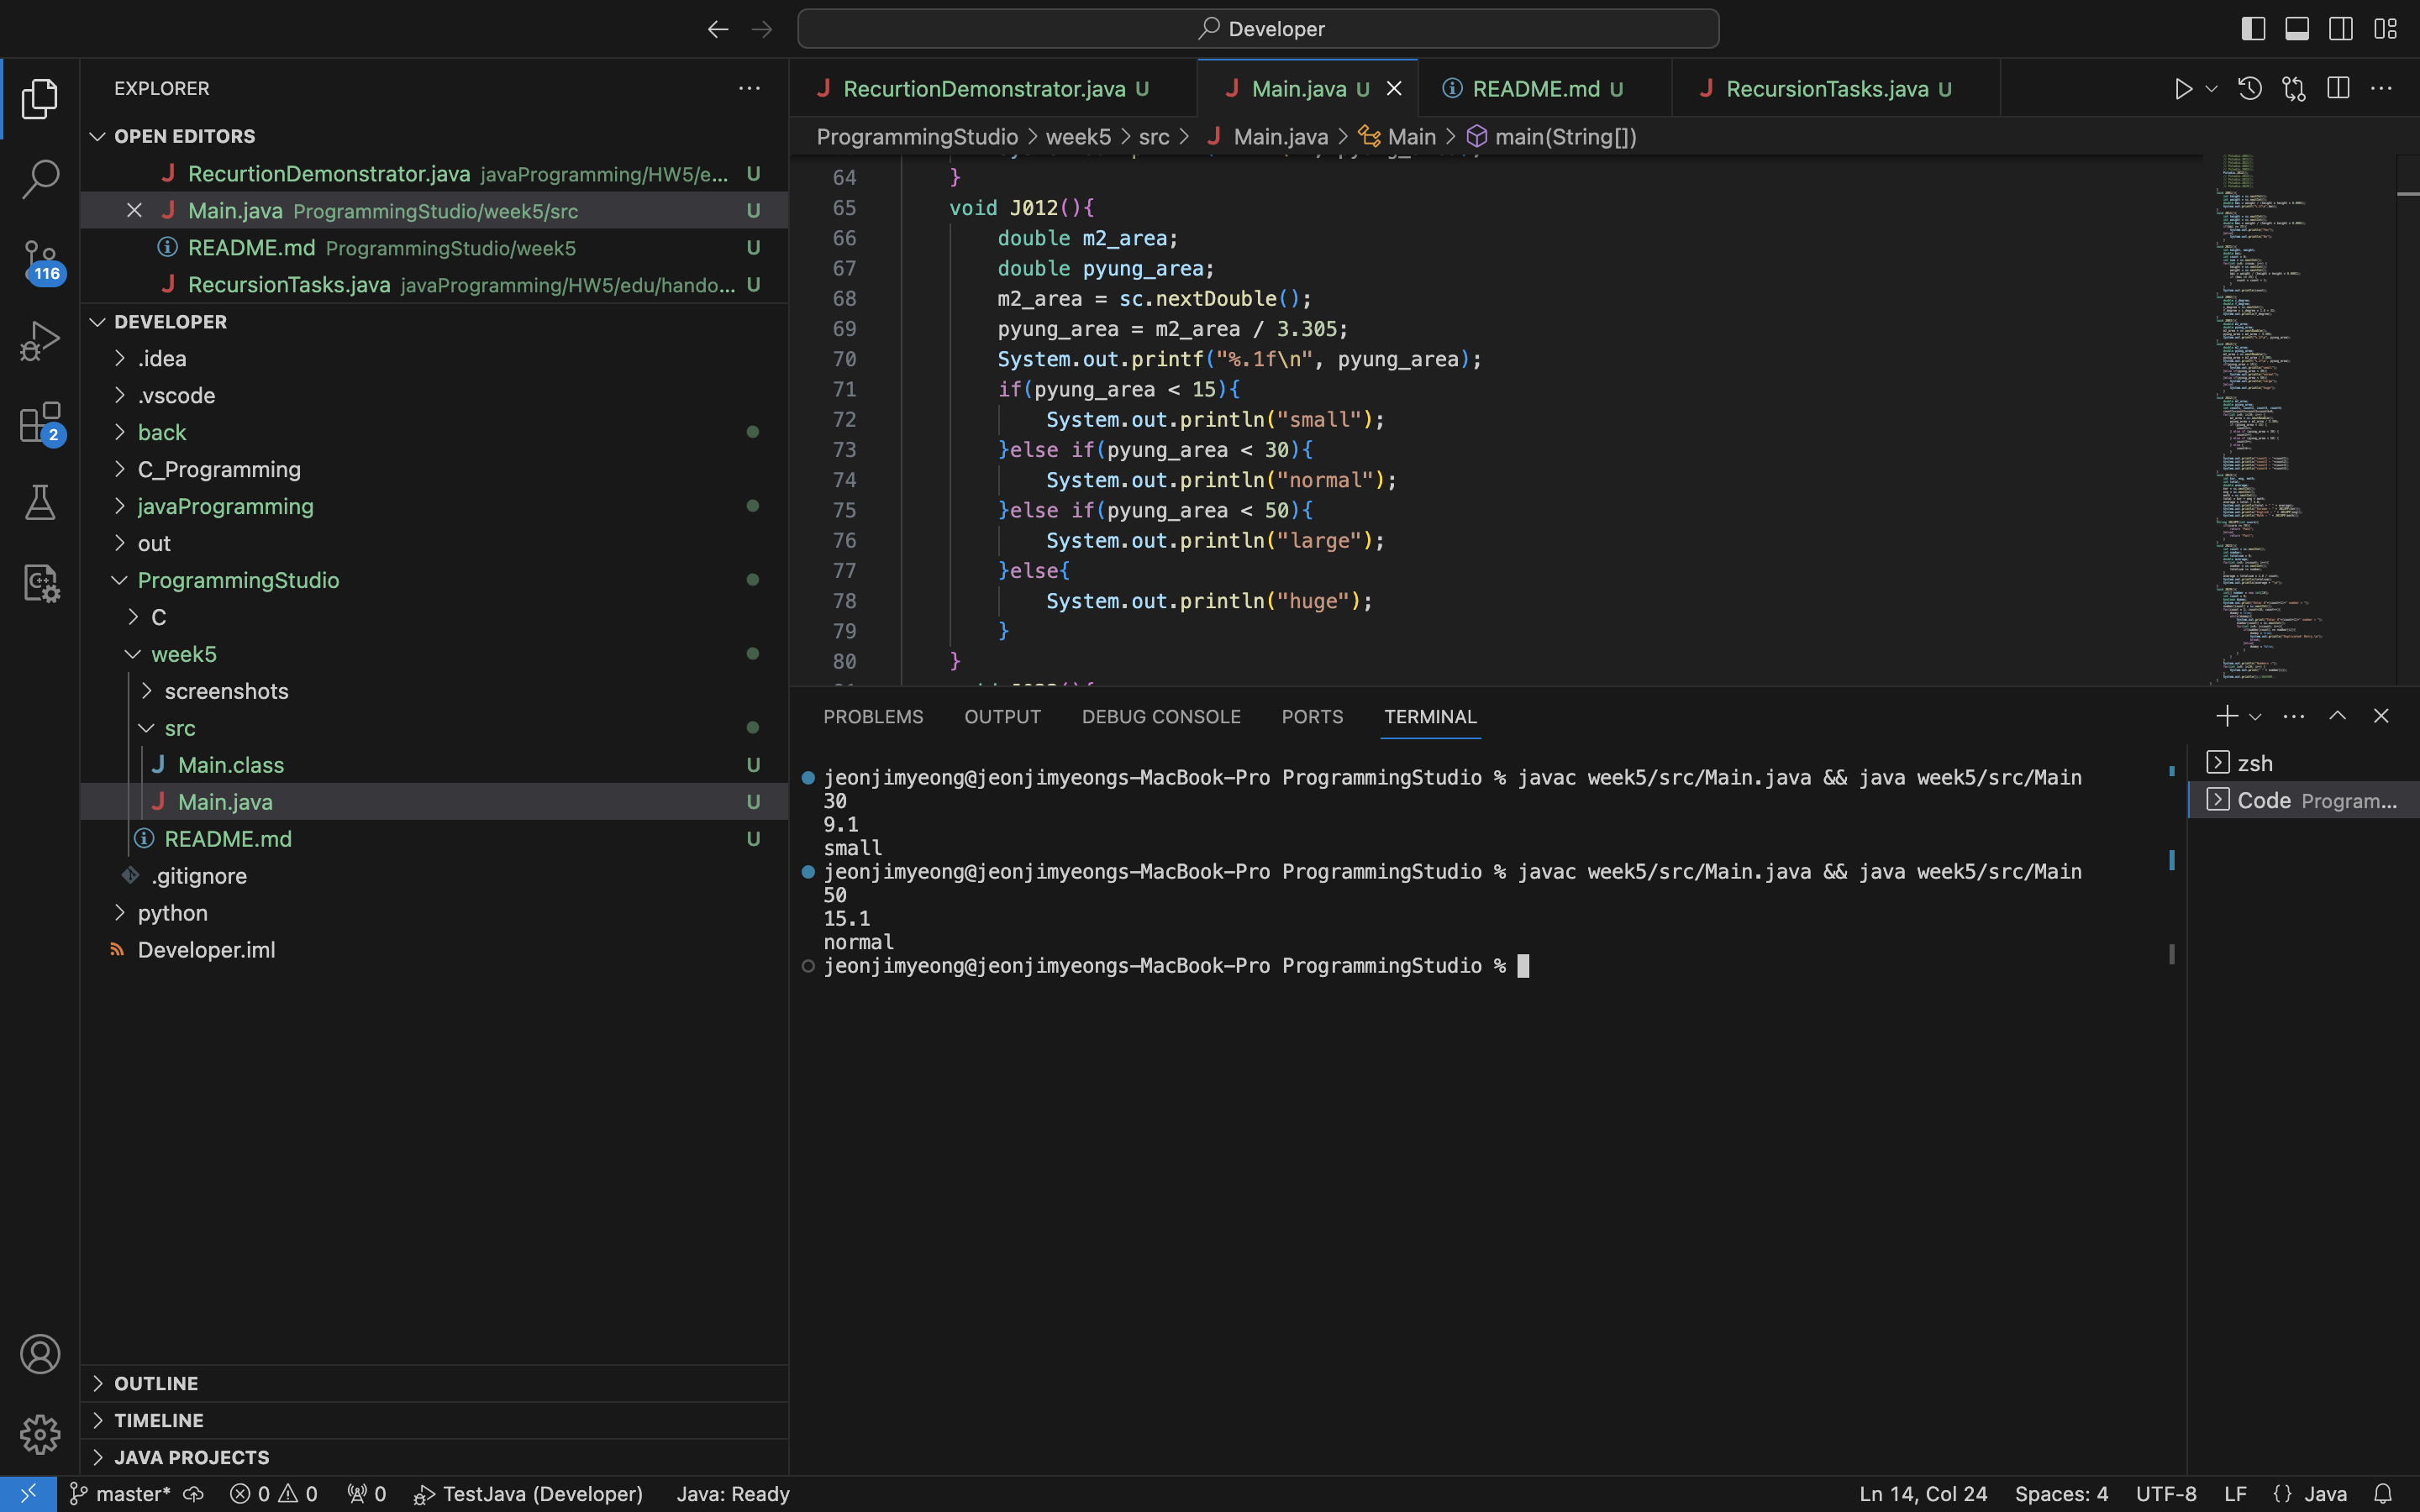 Developer
EXPLORER
OPEN EDITORS
RecurtionDemonstrator.java javaProgramming/HW5/e... U
Main.java ProgrammingStudio/week5/src U
README.md ProgrammingStudio/week5 U
RecursionTasks.java javaProgramming/HW5/edu/hando... U
DEVELOPER
.idea
.vscode
back
C_Programming
javaProgramming
out
ProgrammingStudio
C
week5
screenshots
src
Main.class U
Main.java U
README.md U
.gitignore
python
Developer.iml
OUTLINE
TIMELINE
JAVA PROJECTS
116
2
RecurtionDemonstrator.java U
Main.java U
README.md U
RecursionTasks.java U
ProgrammingStudio > week5 > src > Main.java > Main > main(String[])
64 }
65 void J012(){
66 double m2_area;
67 double pyung_area;
68 m2_area = sc.nextDouble();
69 pyung_area = m2_area / 3.305;
70 System.out.printf("%.1f\n", pyung_area);
71 if(pyung_area < 15){
72 System.out.println("small");
73 }else if(pyung_area < 30){
74 System.out.println("normal");
75 }else if(pyung_area < 50){
76 System.out.println("large");
77 }else{
78 System.out.println("huge");
79 }
80 }
PROBLEMS OUTPUT DEBUG CONSOLE PORTS TERMINAL
jeonjimyeong@jeonjimyeongs-MacBook-Pro ProgrammingStudio % javac week5/src/Main.java && java week5/src/Main
30
9.1
small
jeonjimyeong@jeonjimyeongs-MacBook-Pro ProgrammingStudio % javac week5/src/Main.java && java week5/src/Main
50
15.1
normal
jeonjimyeong@jeonjimyeongs-MacBook-Pro ProgrammingStudio %
zsh
Code Program...
master* 0 0 0 TestJava (Developer) Java: Ready
Ln 14, Col 24 Spaces: 4 UTF-8 LF {} Java